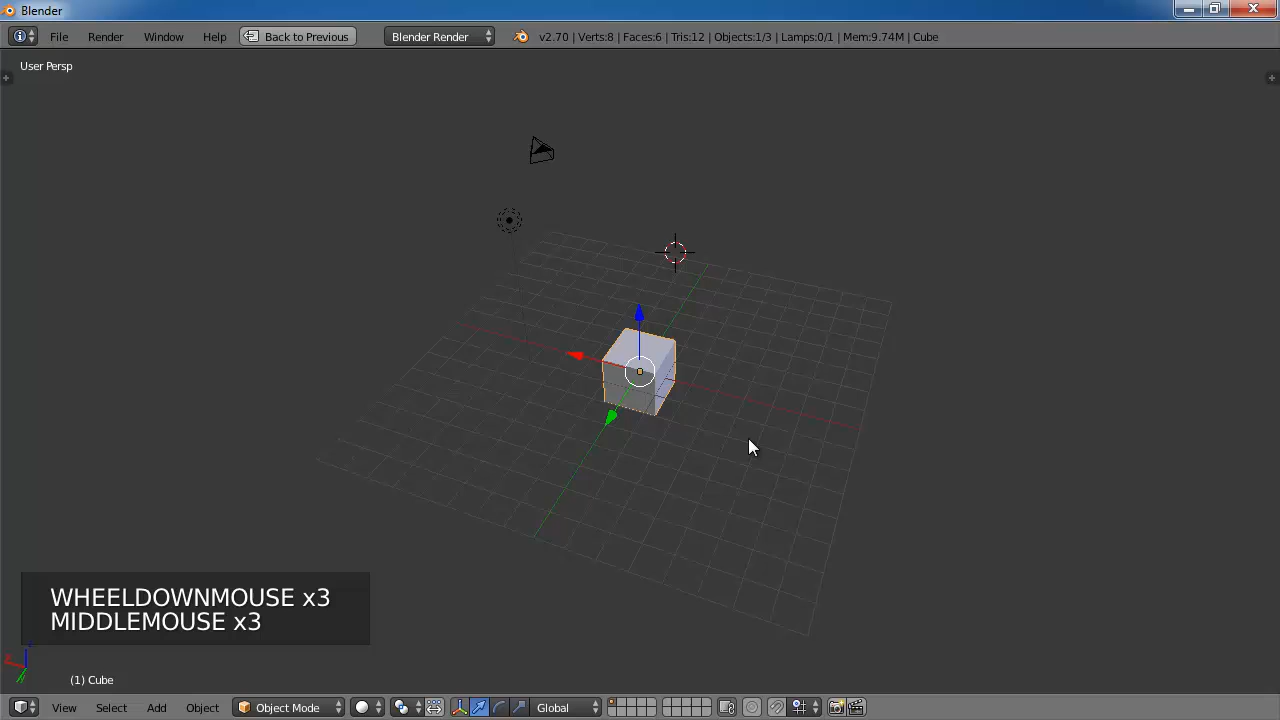 Blender
File Render Window Help Back to Previous Blender Render v2.70 | Verts:8 | Faces:6 | Tris:12 | Objects:1/3 | Lamps:0/1 | Mem:9.74M | Cube
User Persp
WHEELDOWNMOUSE x3
MIDDLEMOUSE x3
(1) Cube
View Select Add Object Object Mode Global